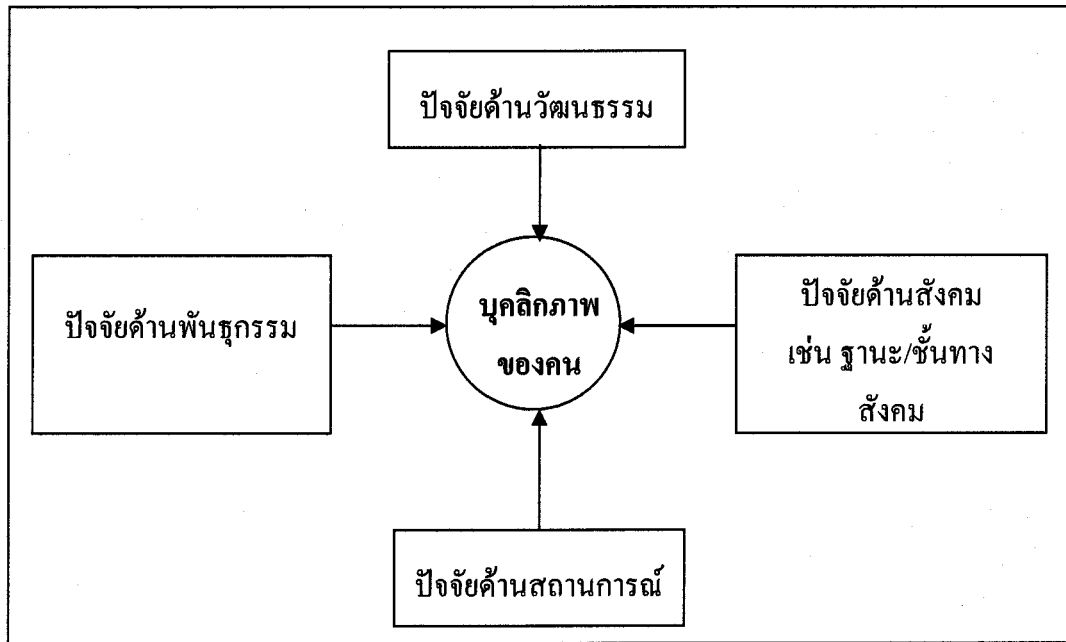 ปัจจัยด้านวัฒนธรรม
ปัจจัยด้านพันธุกรรม
บุคลิกภาพ
ของคน
ปัจจัยด้านสังคม
เช่น ฐานะ/ชั้นทาง
สังคม
ปัจจัยด้านสถานการณ์